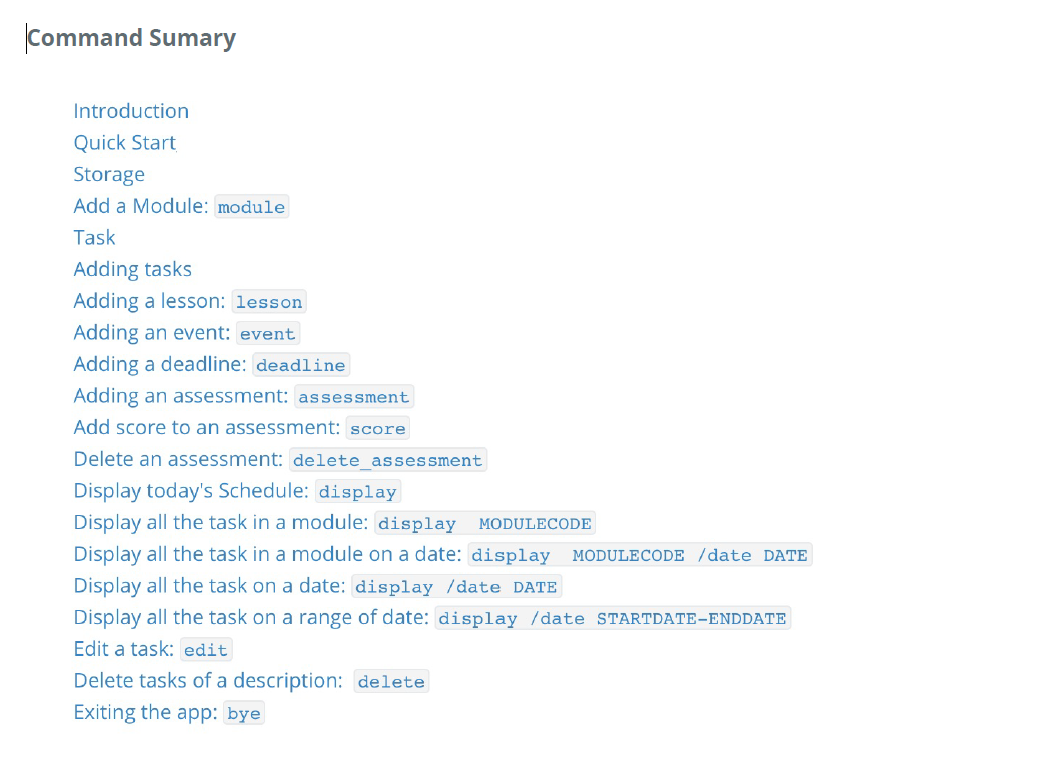 Command Sumary
Introduction
Quick Start
Storage
Add a Module: module
Task
Adding tasks
Adding a lesson: lesson
Adding an event: event
Adding a deadline: deadline
Adding an assessment: assessment
Add score to an assessment: score
Delete an assessment: delete_assessment
Display today's Schedule: display
Display all the task in a module: display  MODULECODE
Display all the task in a module on a date: display  MODULECODE /date DATE
Display all the task on a date: display /date DATE
Display all the task on a range of date: display /date STARTDATE-ENDDATE
Edit a task: edit
Delete tasks of a description:  delete
Exiting the app: bye